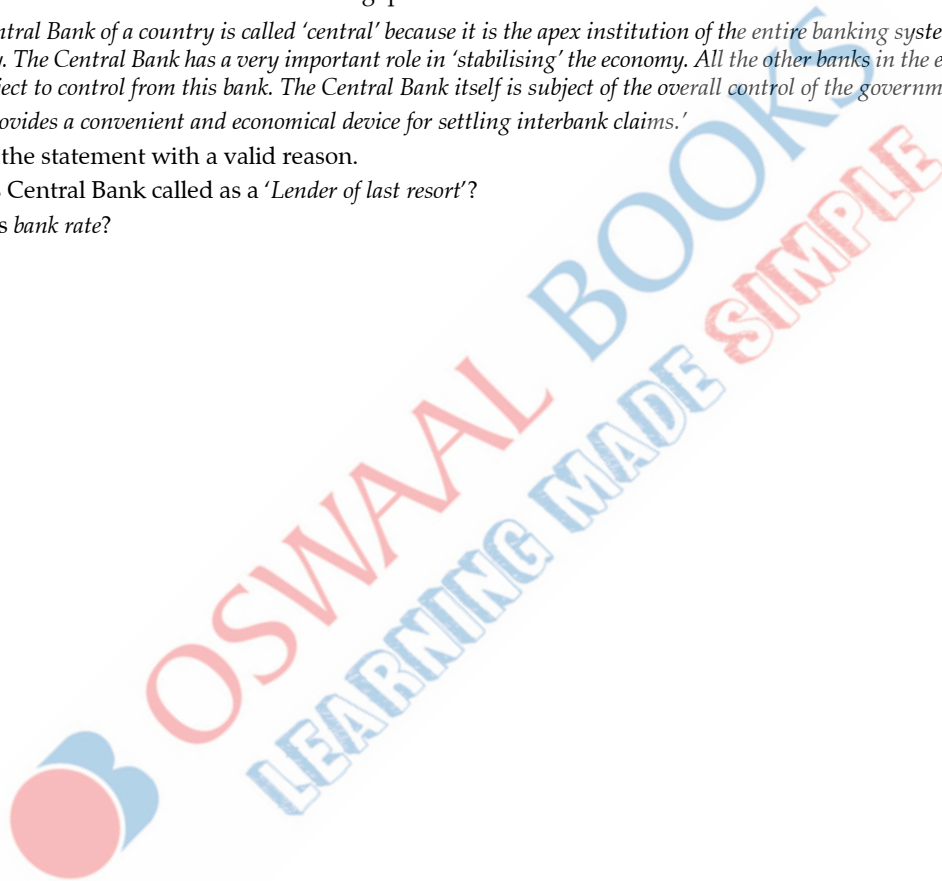 ntral Bank of a country is called ‘central’ because it is the apex institution of the entire banking syste
y. The Central Bank has a very important role in ‘stabilising’ the economy. All the other banks in the e
ject to control from this bank. The Central Bank itself is subject of the overall control of the governm
ovides a convenient and economical device for settling interbank claims.’
the statement with a valid reason.
s Central Bank called as a ‘Lender of last resort’?
s bank rate?
OSWAAL BOOKS
LEARNING MADE SIMPLE